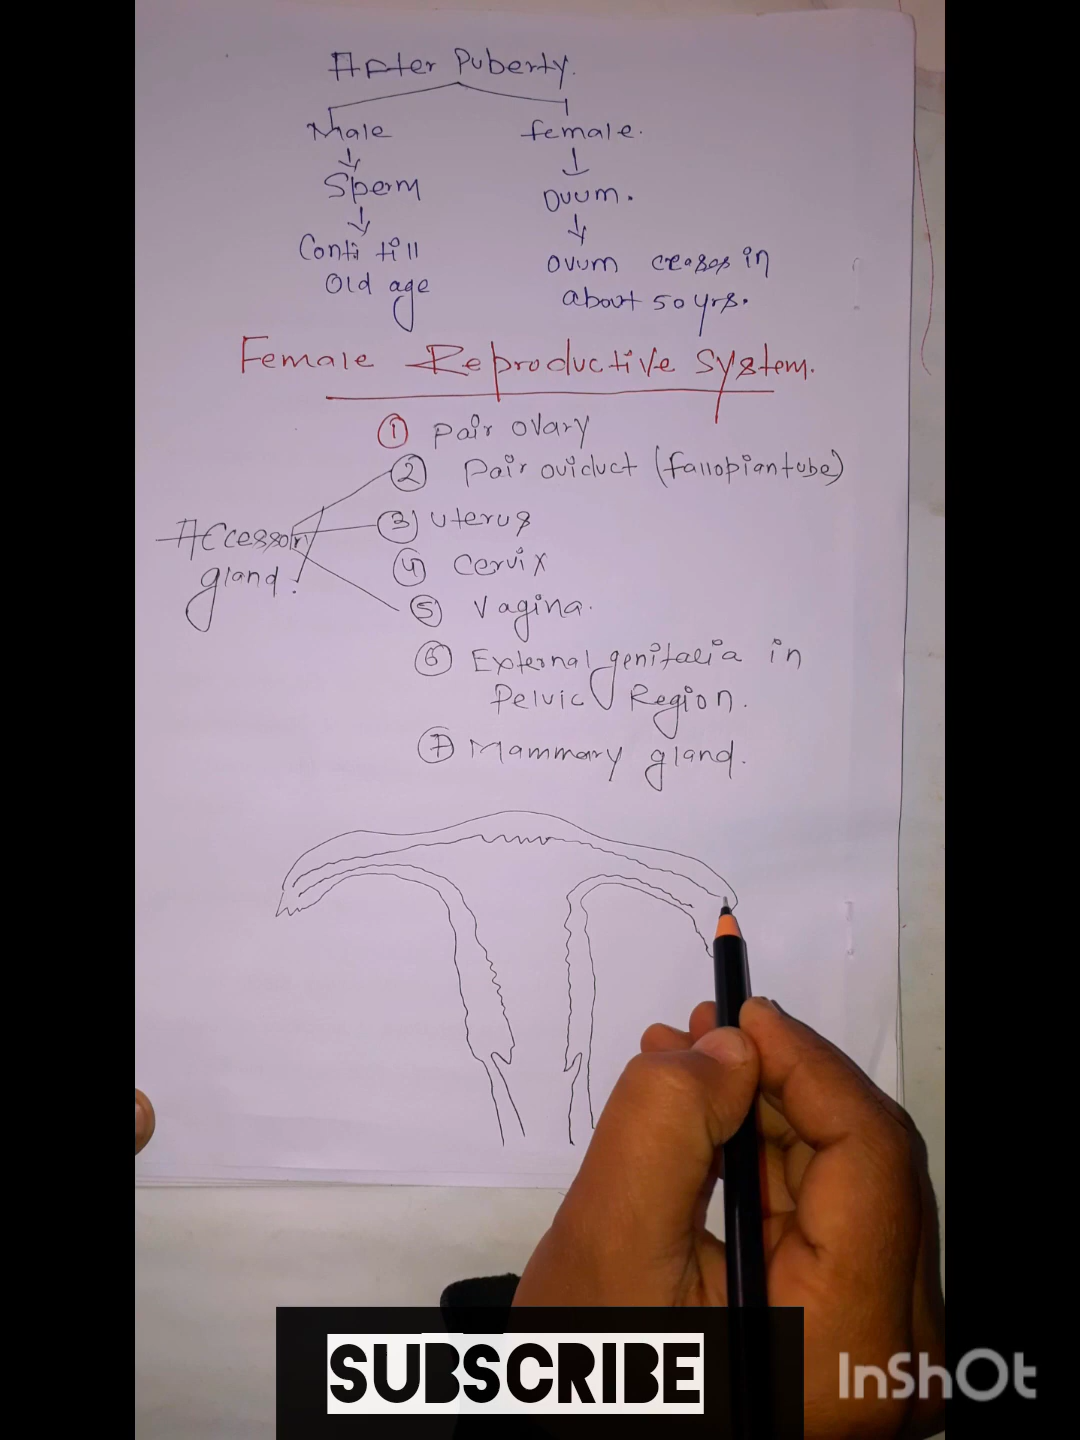 After Puberty.
Male
female.
Sperm
Ovum.
Conti till
Old age
Ovum ceases in
about 50 yrs.
Female Reproductive System.
① Pair ovary
② Pair oviduct (fallopian tube)
③ Uterus
④ Cervix
⑤ Vagina.
Accessory
gland.
⑥ External genitalia in
Pelvic Region.
⑦ Mammary gland.
SUBSCRIBE
InShOt